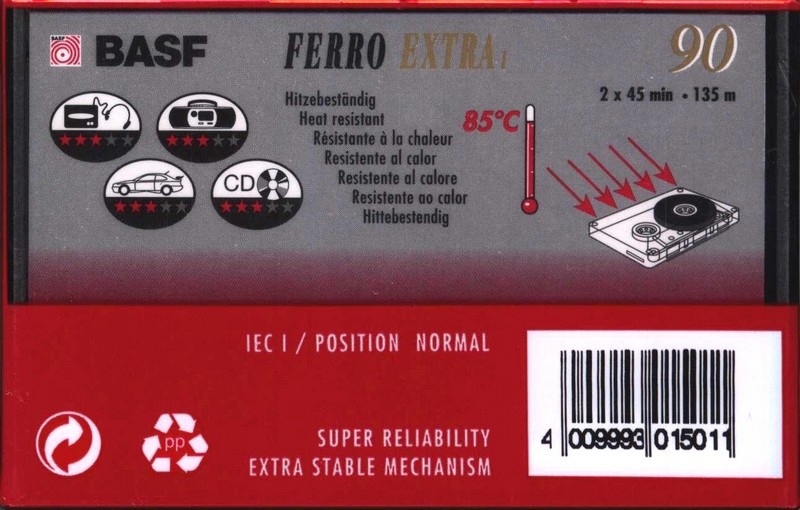 BASF
BASF
FERRO EXTRA I
90
2 x 45 min • 135 m
Hitzebeständig
Heat resistant
Résistante à la chaleur
Resistente al calor
Resistente al calore
Resistente ao calor
Hittebestendig
85°C
CD
IEC I / POSITION NORMAL
pp
SUPER RELIABILITY
EXTRA STABLE MECHANISM
4 009993 015011